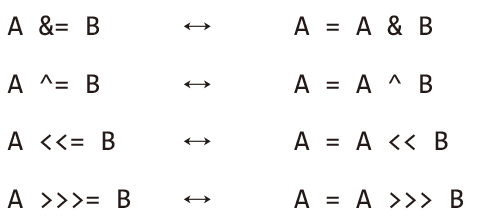 A &= B ↔ A = A & B
A ^= B ↔ A = A ^ B
A <<= B ↔ A = A << B
A >>>= B ↔ A = A >>> B